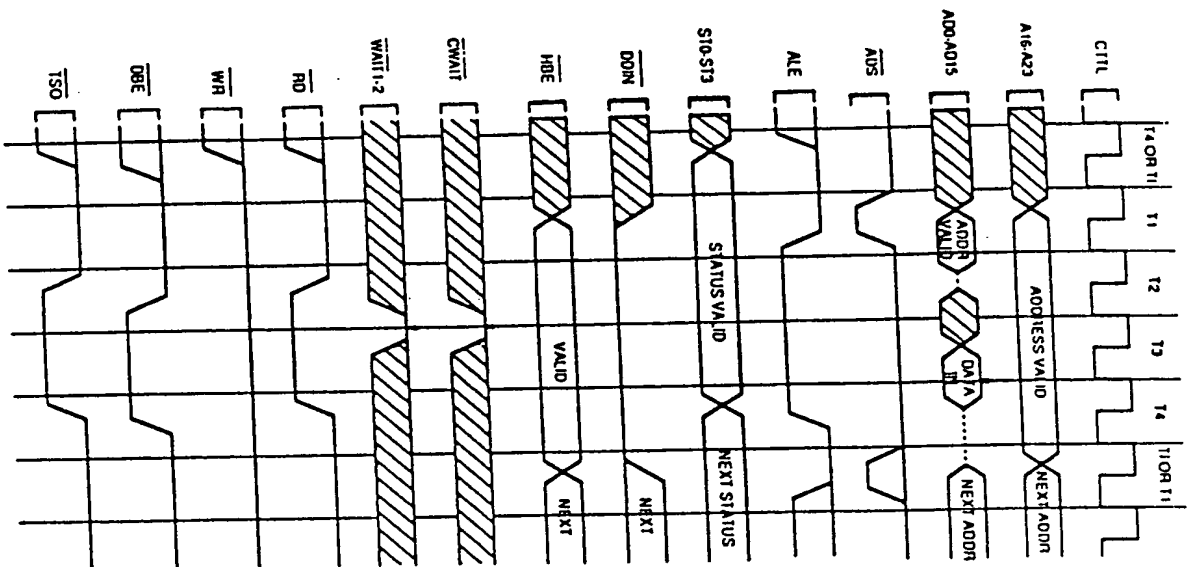 CTTL
T4 OR T1
T1
T2
T3
T4
T1 OR T1
A16-A23
ADDRESS VALID
NEXT ADDR
AD0-AD15
ADDR
VALID
DATA
IN
NEXT ADDR
ADS
ALE
ST0-ST3
STATUS VALID
NEXT STATUS
DDIN
NEXT
HBE
VALID
NEXT
CWAIT
WAIT 1-2
RD
WR
DBE
TSO